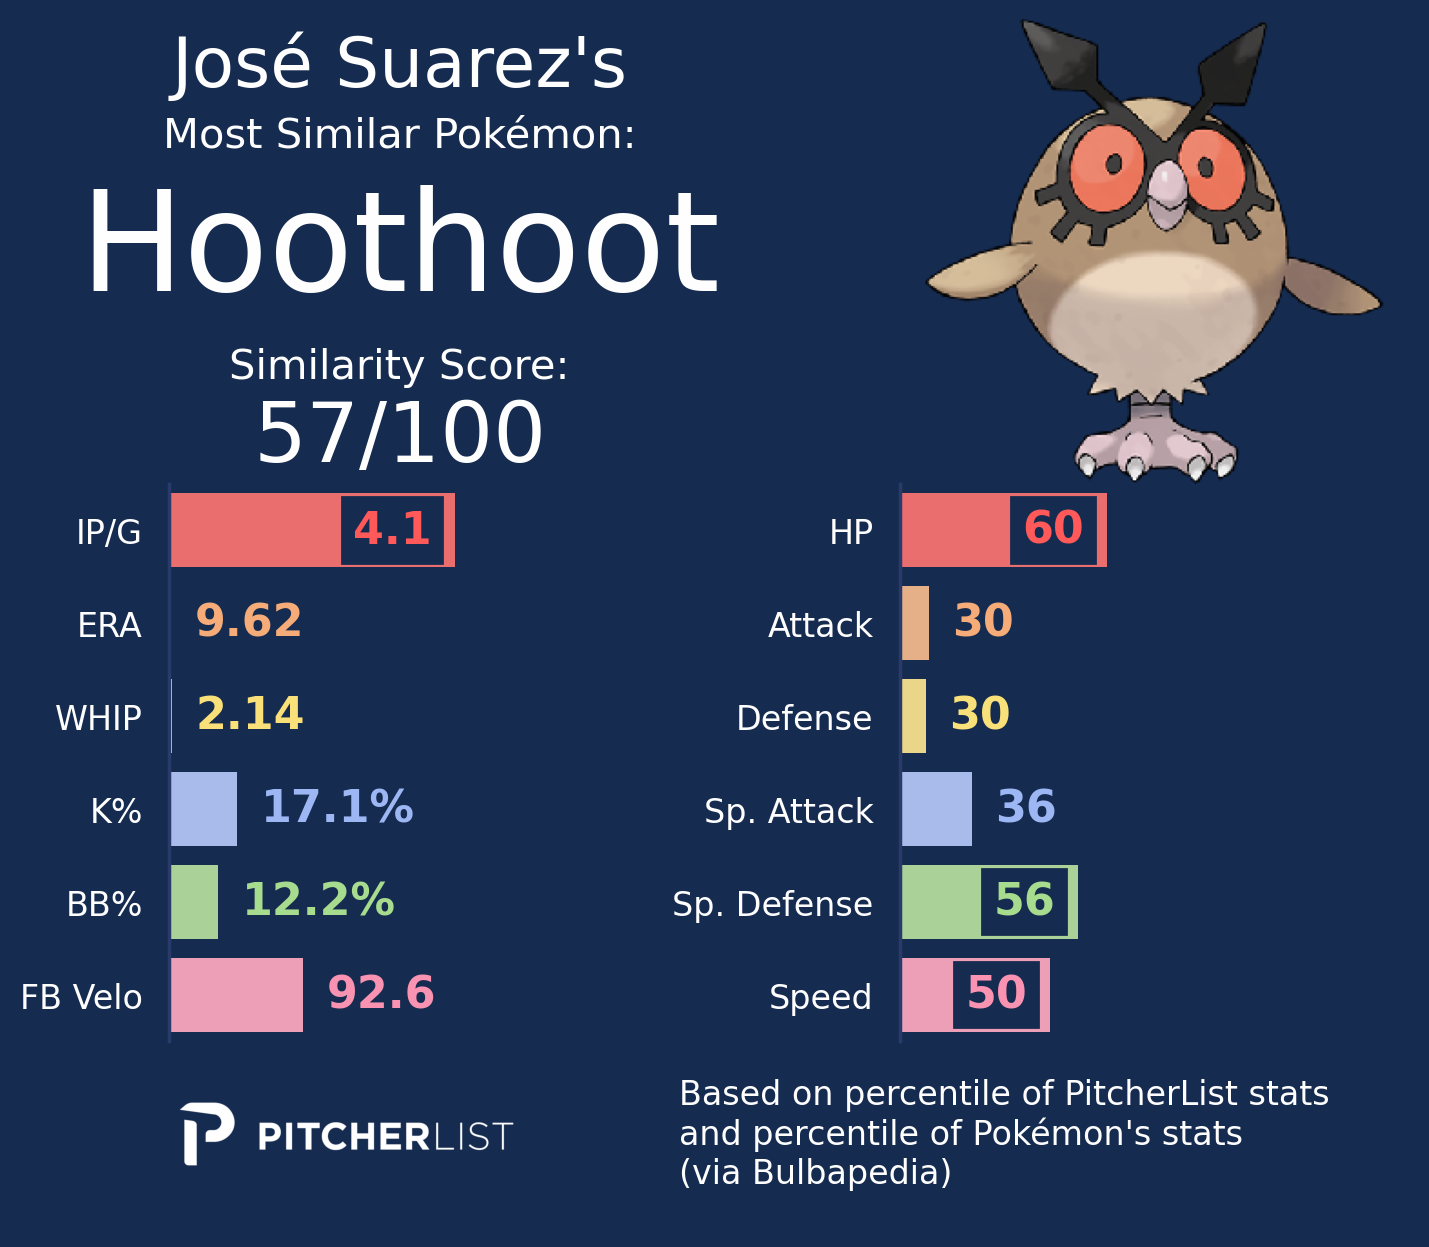 José Suarez's
Most Similar Pokémon:
Hoothoot
Similarity Score:
57/100
IP/G 4.1
ERA 9.62
WHIP 2.14
K% 17.1%
BB% 12.2%
FB Velo 92.6
HP 60
Attack 30
Defense 30
Sp. Attack 36
Sp. Defense 56
Speed 50
PITCHERLIST
Based on percentile of PitcherList stats
and percentile of Pokémon's stats
(via Bulbapedia)